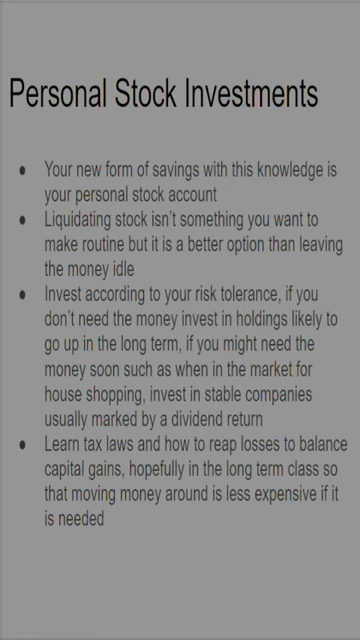 Personal Stock Investments
● Your new form of savings with this knowledge is
your personal stock account
● Liquidating stock isn't something you want to
make routine but it is a better option than leaving
the money idle
● Invest according to your risk tolerance, if you
don't need the money invest in holdings likely to
go up in the long term, if you might need the
money soon such as when in the market for
house shopping, invest in stable companies
usually marked by a dividend return
● Learn tax laws and how to reap losses to balance
capital gains, hopefully in the long term class so
that moving money around is less expensive if it
is needed